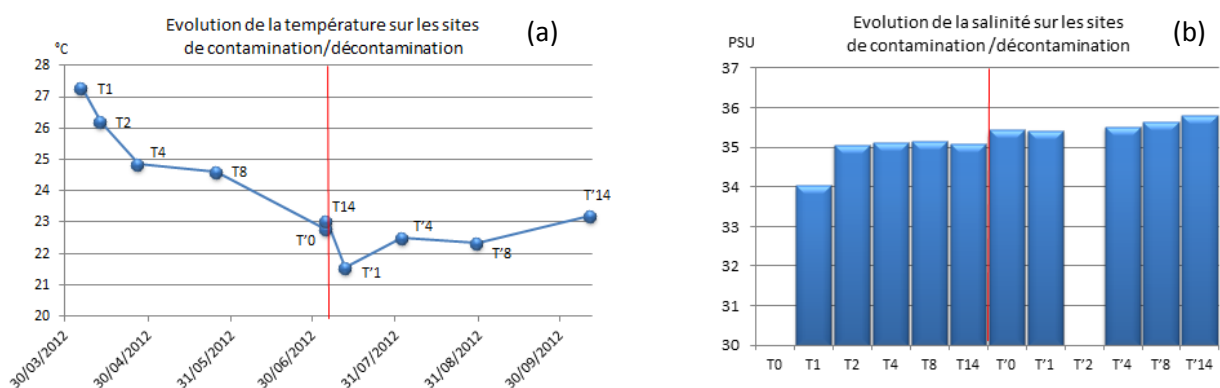 Evolution de la température sur les sites
de contamination/décontamination
(a)
°C
28
27
26
25
24
23
22
21
20
T1
T2
T4
T8
T14
T'0
T'1
T'4
T'8
T'14
30/03/2012
30/04/2012
31/05/2012
30/06/2012
31/07/2012
31/08/2012
30/09/2012
Evolution de la salinité sur les sites
de contamination /décontamination
(b)
PSU
37
36
35
34
33
32
31
30
T0 T1 T2 T4 T8 T14 T'0 T'1 T'2 T'4 T'8 T'14